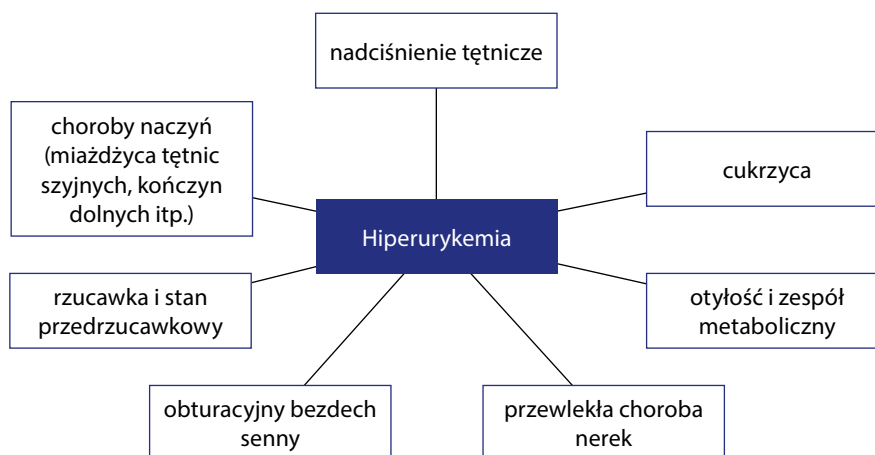 nadciśnienie tętnicze
choroby naczyń
(miażdżyca tętnic
szyjnych, kończyn
dolnych itp.)
cukrzyca
Hiperurykemia
rzucawka i stan
przedrzucawkowy
otyłość i zespół
metaboliczny
obturacyjny bezdech
senny
przewlekła choroba
nerek